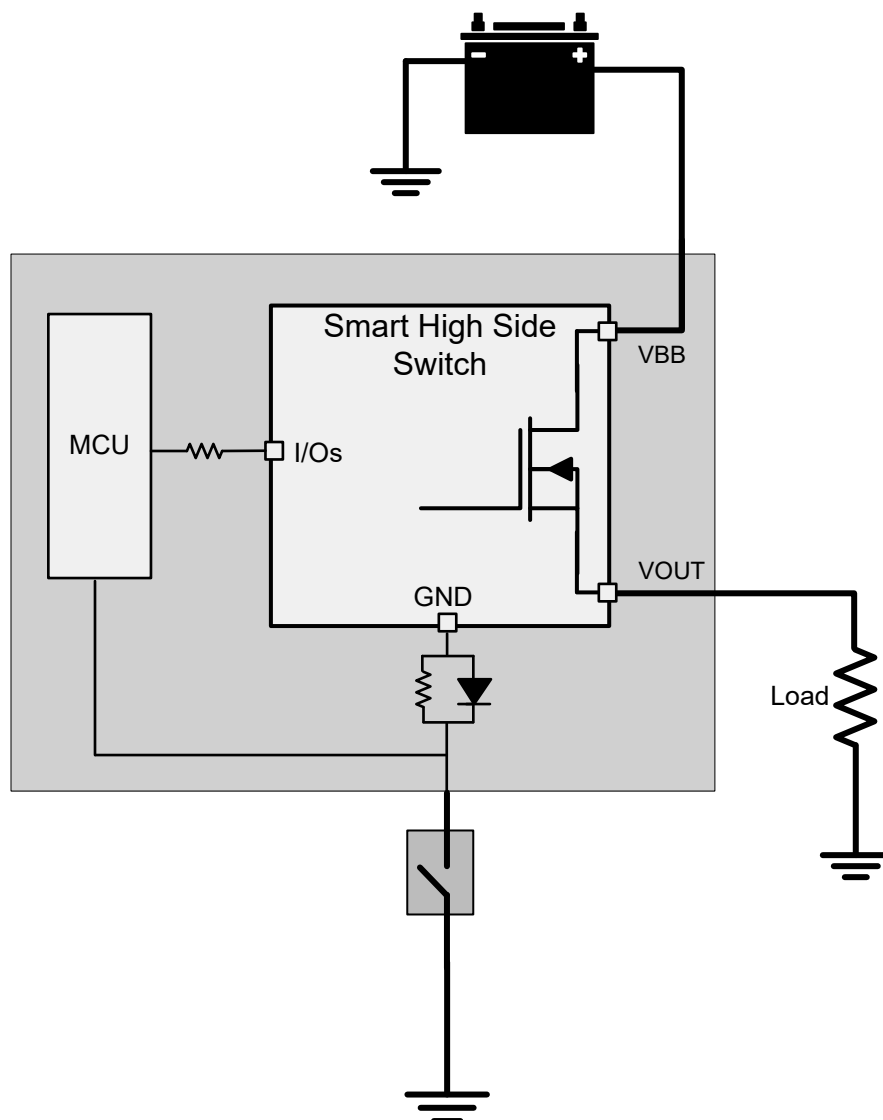 Smart High Side
Switch
VBB
MCU
I/Os
VOUT
GND
Load